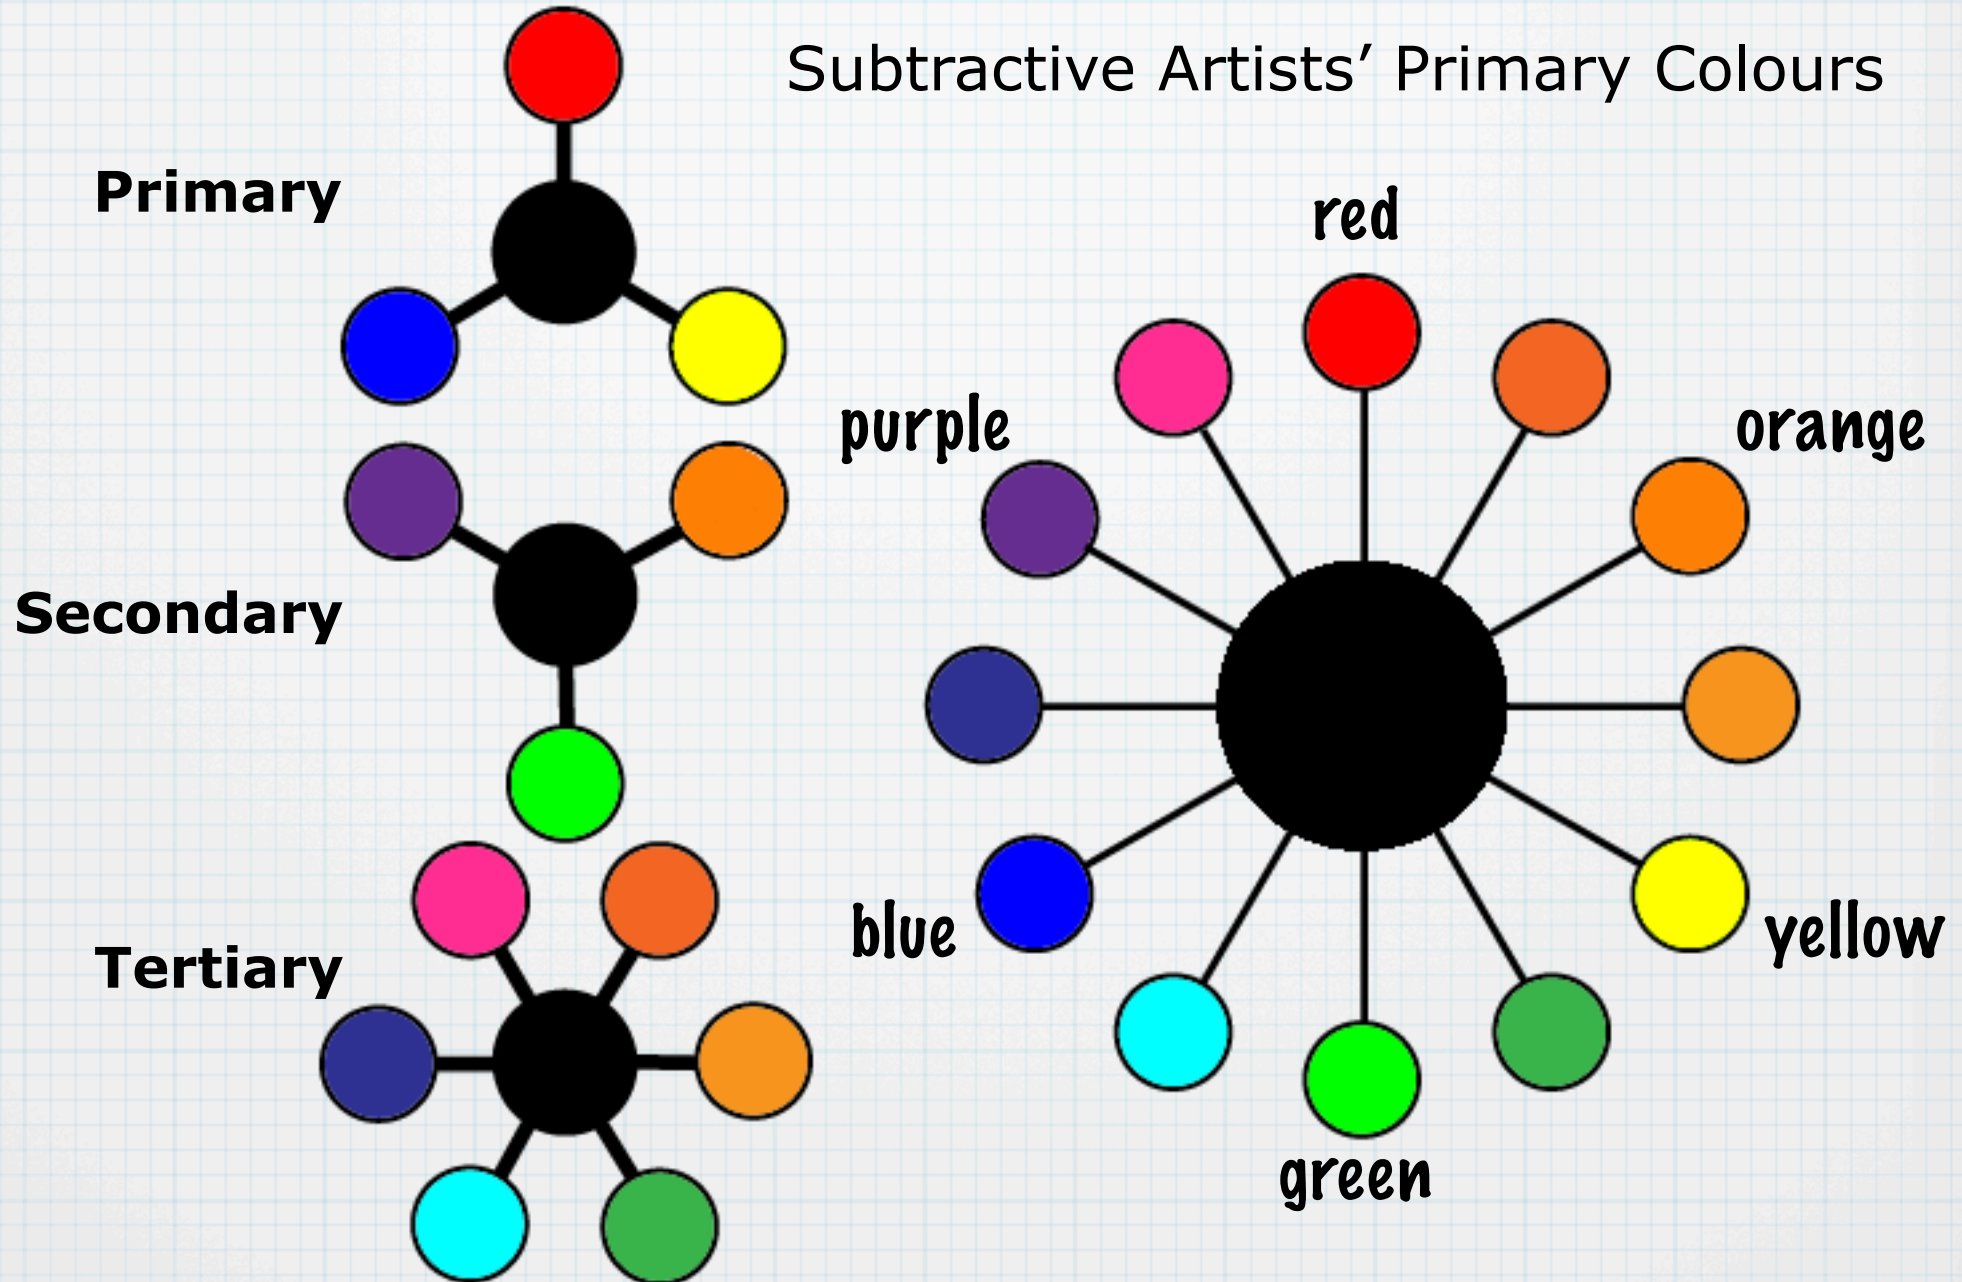 Subtractive Artists’ Primary Colours
Primary
Secondary
Tertiary
red
purple
orange
blue
yellow
green